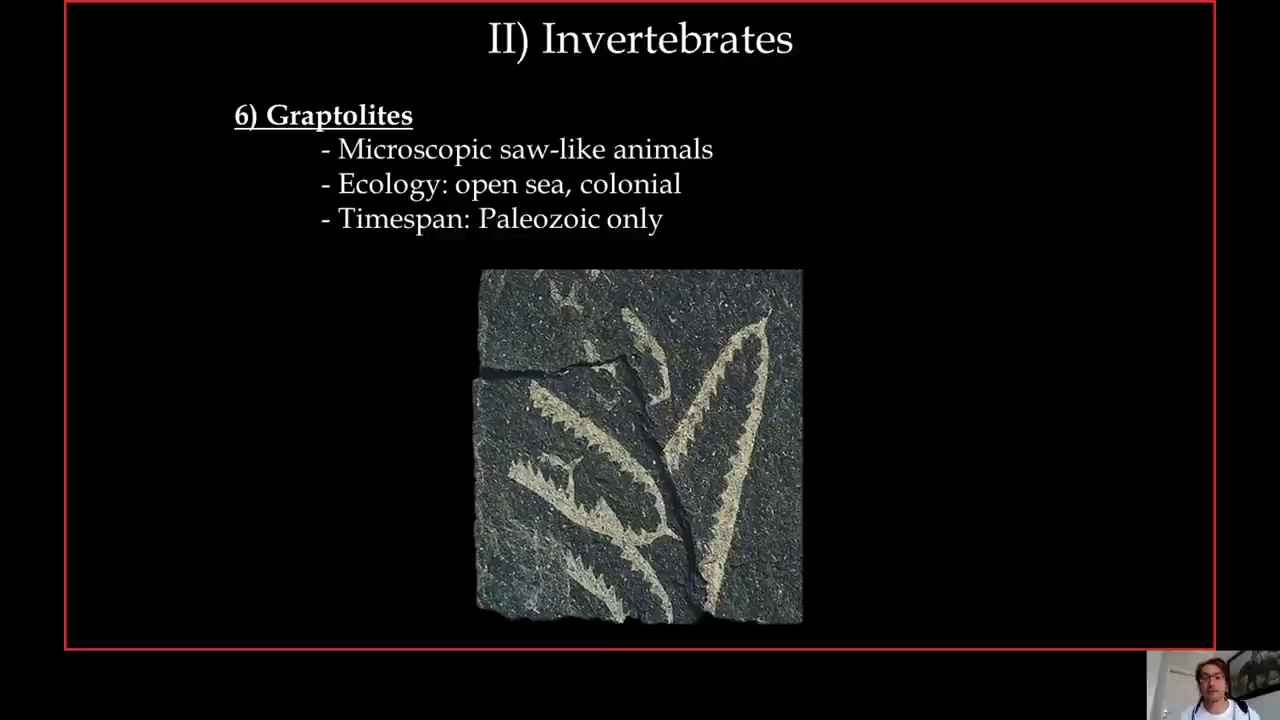 II) Invertebrates
6) Graptolites
- Microscopic saw-like animals
- Ecology: open sea, colonial
- Timespan: Paleozoic only